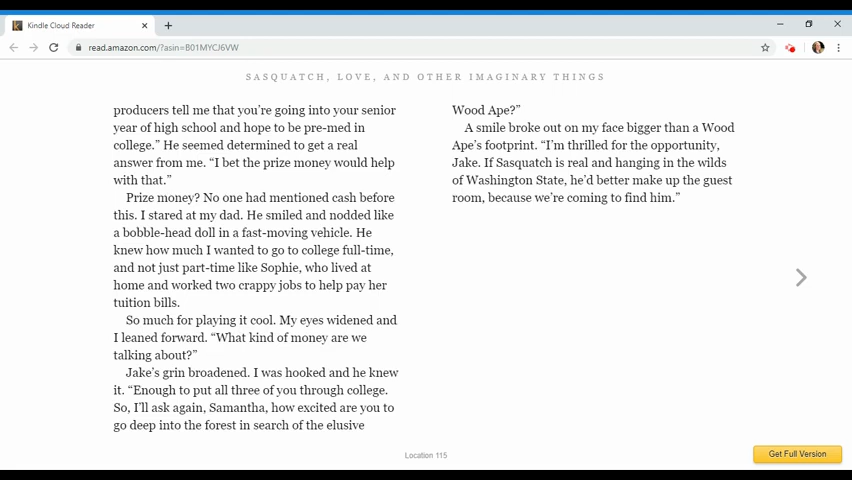 Kindle Cloud Reader
read.amazon.com/?asin=B01MYCJ6VW
SASQUATCH, LOVE, AND OTHER IMAGINARY THINGS
producers tell me that you’re going into your senior
year of high school and hope to be pre-med in
college.” He seemed determined to get a real
answer from me. “I bet the prize money would help
with that.”
Prize money? No one had mentioned cash before
this. I stared at my dad. He smiled and nodded like
a bobble-head doll in a fast-moving vehicle. He
knew how much I wanted to go to college full-time,
and not just part-time like Sophie, who lived at
home and worked two crappy jobs to help pay her
tuition bills.
So much for playing it cool. My eyes widened and
I leaned forward. “What kind of money are we
talking about?”
Jake’s grin broadened. I was hooked and he knew
it. “Enough to put all three of you through college.
So, I’ll ask again, Samantha, how excited are you to
go deep into the forest in search of the elusive
Wood Ape?”
A smile broke out on my face bigger than a Wood
Ape’s footprint. “I’m thrilled for the opportunity,
Jake. If Sasquatch is real and hanging in the wilds
of Washington State, he’d better make up the guest
room, because we’re coming to find him.”
Location 115
Get Full Version